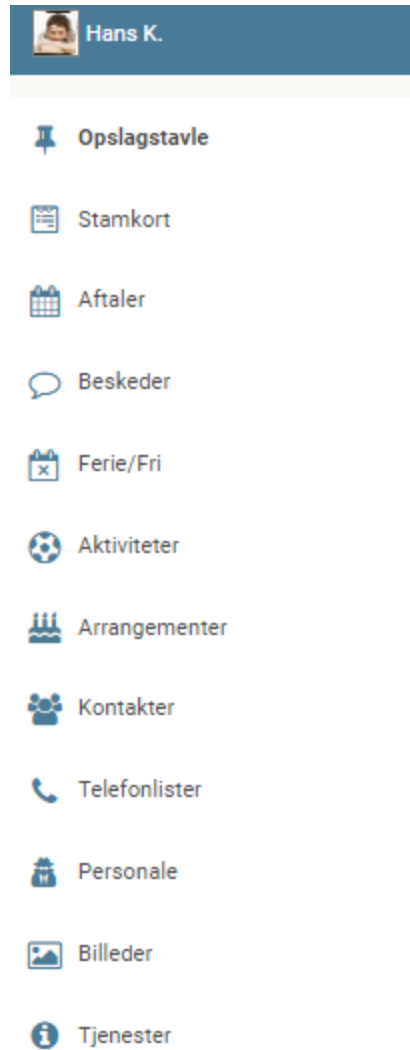 Hans K.
Opslagstavle
Stamkort
Aftaler
Beskeder
Ferie/Fri
Aktiviteter
Arrangementer
Kontakter
Telefonlister
Personale
Billeder
Tjenester